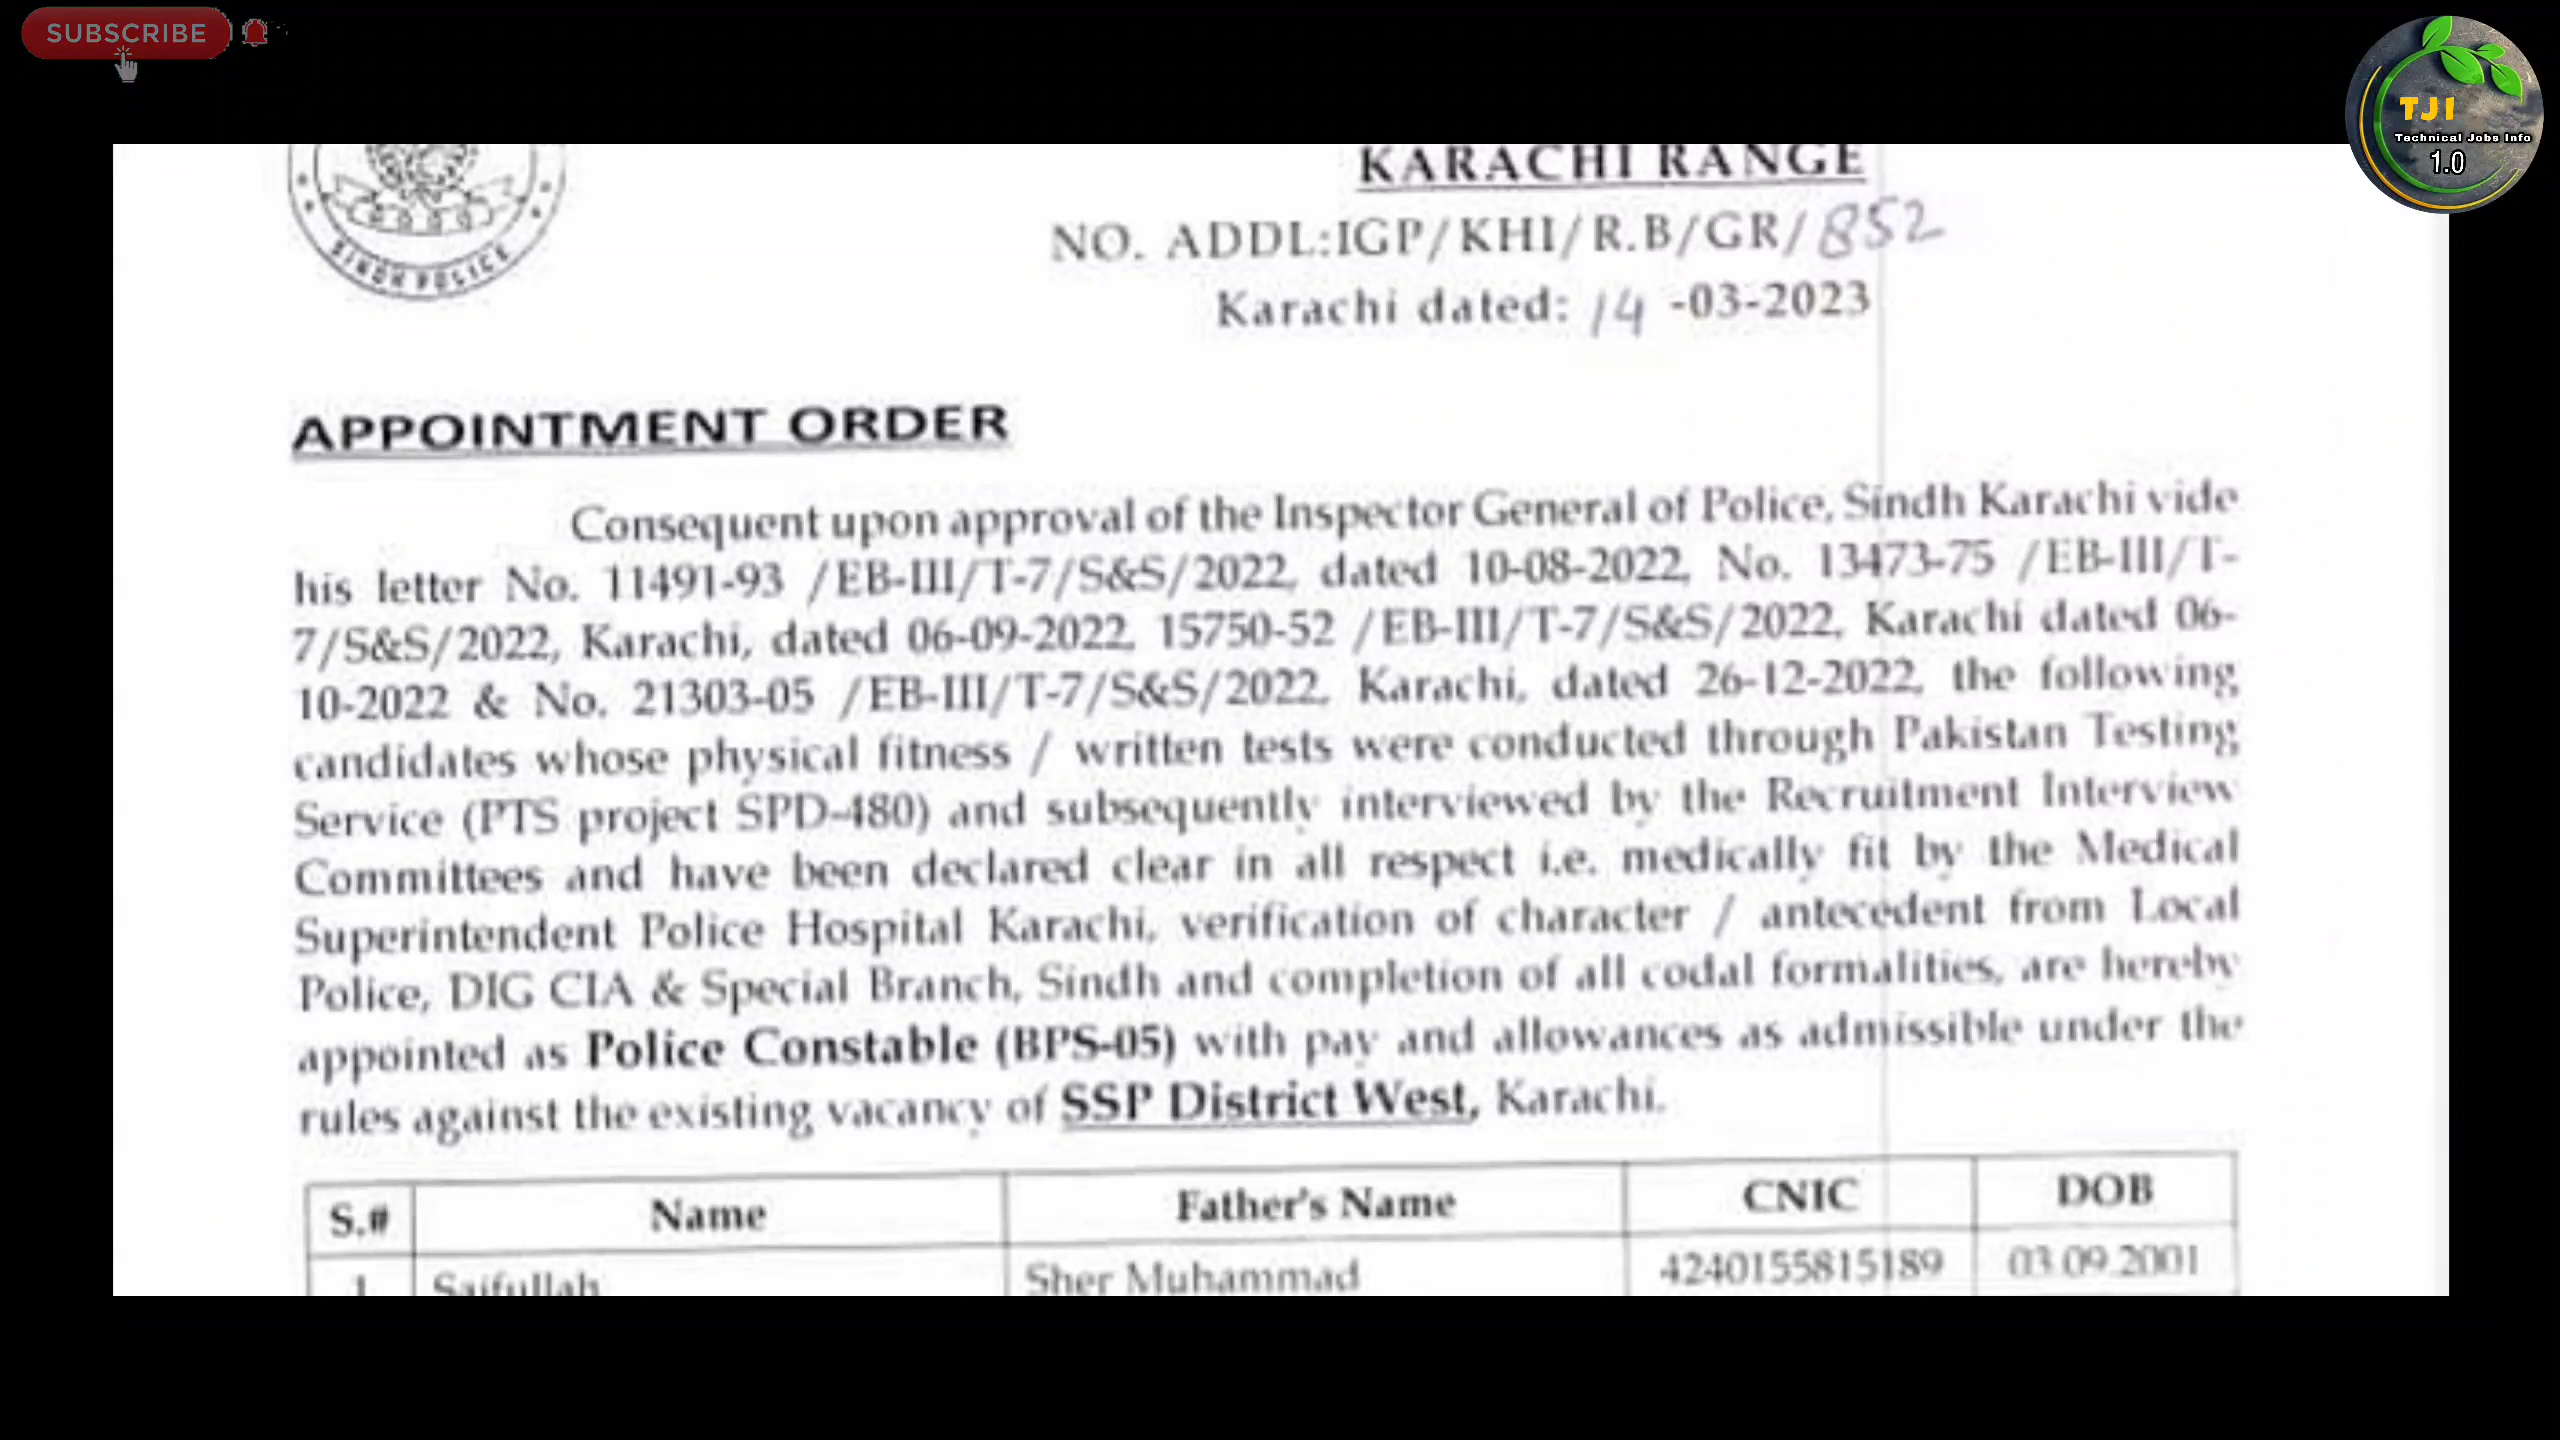 SUBSCRIBE
TJI
Technical Jobs Info
1.0
SINDH POLICE
KARACHI RANGE
NO. ADDL:IGP/KHI/R.B/GR/852
Karachi dated: 14 -03-2023
APPOINTMENT ORDER
Consequent upon approval of the Inspector General of Police, Sindh Karachi vide
his letter No. 11491-93 /EB-III/T-7/S&S/2022, dated 10-08-2022, No. 13473-75 /EB-III/T-
7/S&S/2022, Karachi, dated 06-09-2022, 15750-52 /EB-III/T-7/S&S/2022, Karachi dated 06-
10-2022 & No. 21303-05 /EB-III/T-7/S&S/2022, Karachi, dated 26-12-2022, the following
candidates whose physical fitness / written tests were conducted through Pakistan Testing
Service (PTS project SPD-480) and subsequently interviewed by the Recruitment Interview
Committees and have been declared clear in all respect i.e. medically fit by the Medical
Superintendent Police Hospital Karachi, verification of character / antecedent from Local
Police, DIG CIA & Special Branch, Sindh and completion of all codal formalities, are hereby
appointed as Police Constable (BPS-05) with pay and allowances as admissible under the
rules against the existing vacancy of SSP District West, Karachi.
S.# Name Father's Name CNIC DOB
1 Saifullah Sher Muhammad 4240155815189 03.09.2001